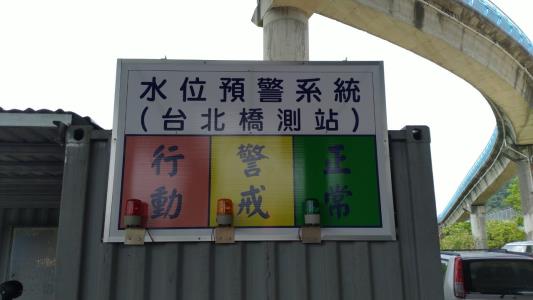 水位預警系統
(台北橋測站)
行動 警戒 正常